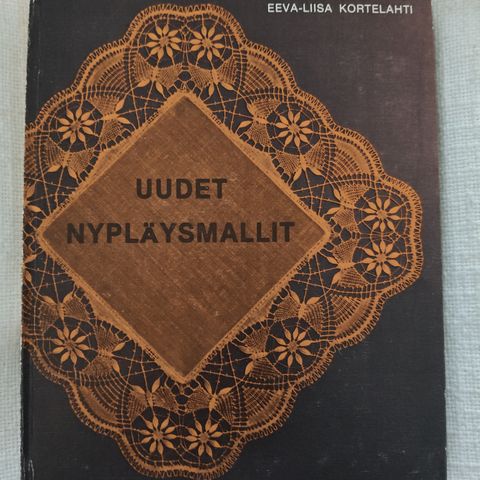 EEVA-LIISA KORTELAHTI
UUDET
NYPLÄYSMALLIT